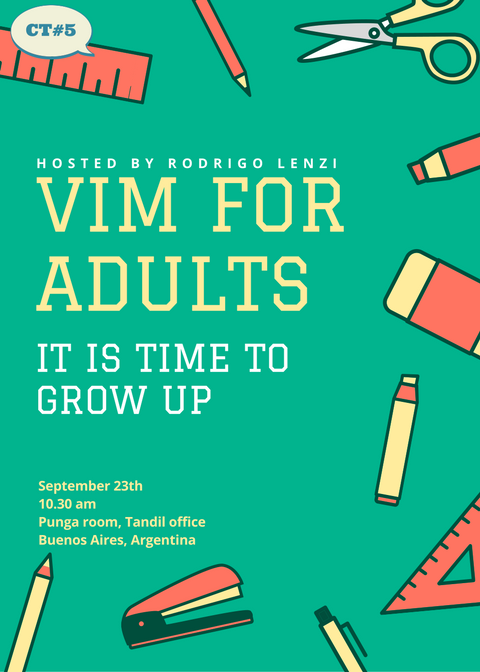 CT#5
HOSTED BY RODRIGO LENZI
VIM FOR
ADULTS
IT IS TIME TO
GROW UP
September 23th
10.30 am
Punga room, Tandil office
Buenos Aires, Argentina